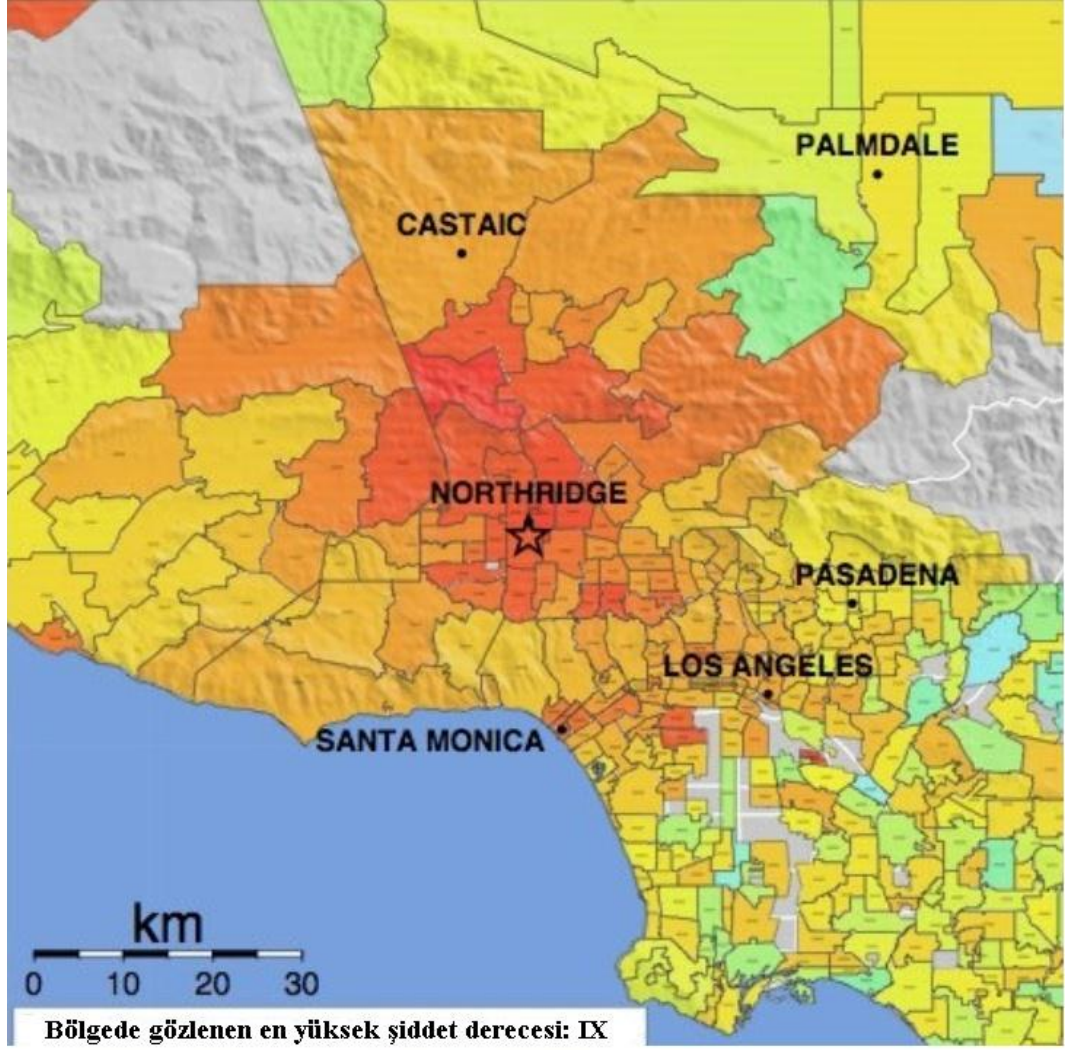 PALMDALE
CASTAIC
NORTHRIDGE
PASADENA
LOS ANGELES
SANTA MONICA
km
0 10 20 30
Bölgede gözlenen en yüksek şiddet derecesi: IX